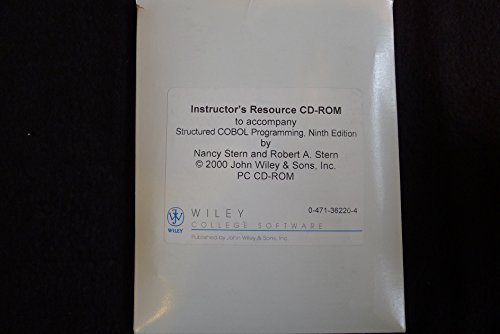 Instructor's Resource CD-ROM
to accompany
Structured COBOL Programming, Ninth Edition
by
Nancy Stern and Robert A. Stern
© 2000 John Wiley & Sons, Inc.
PC CD-ROM
0-471-36220-4
WILEY
COLLEGE SOFTWARE
WILEY
Published by John Wiley & Sons, Inc.